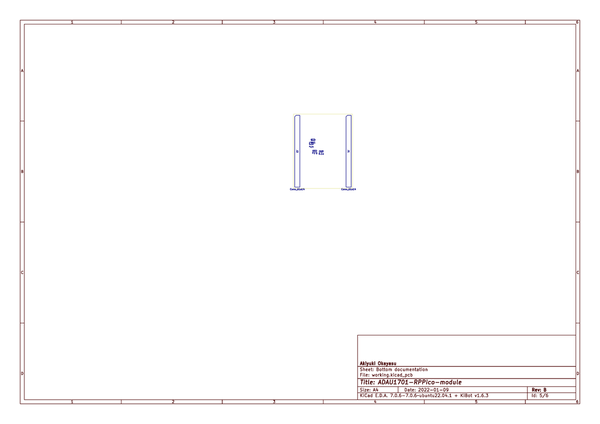 1 2 3 4 5 6
A A
B B
C C
Akiyuki Okayasu
Sheet: Bottom documentation
File: working.kicad_pcb
D D
Title: ADAU1701-RPPico-module
Size: A4 Date: 2022-01-09 Rev: B
KiCad E.D.A. 7.0.6-7.0.6~ubuntu22.04.1 + KiBot v1.6.3 Id: 5/6
1 2 3 4 5 6